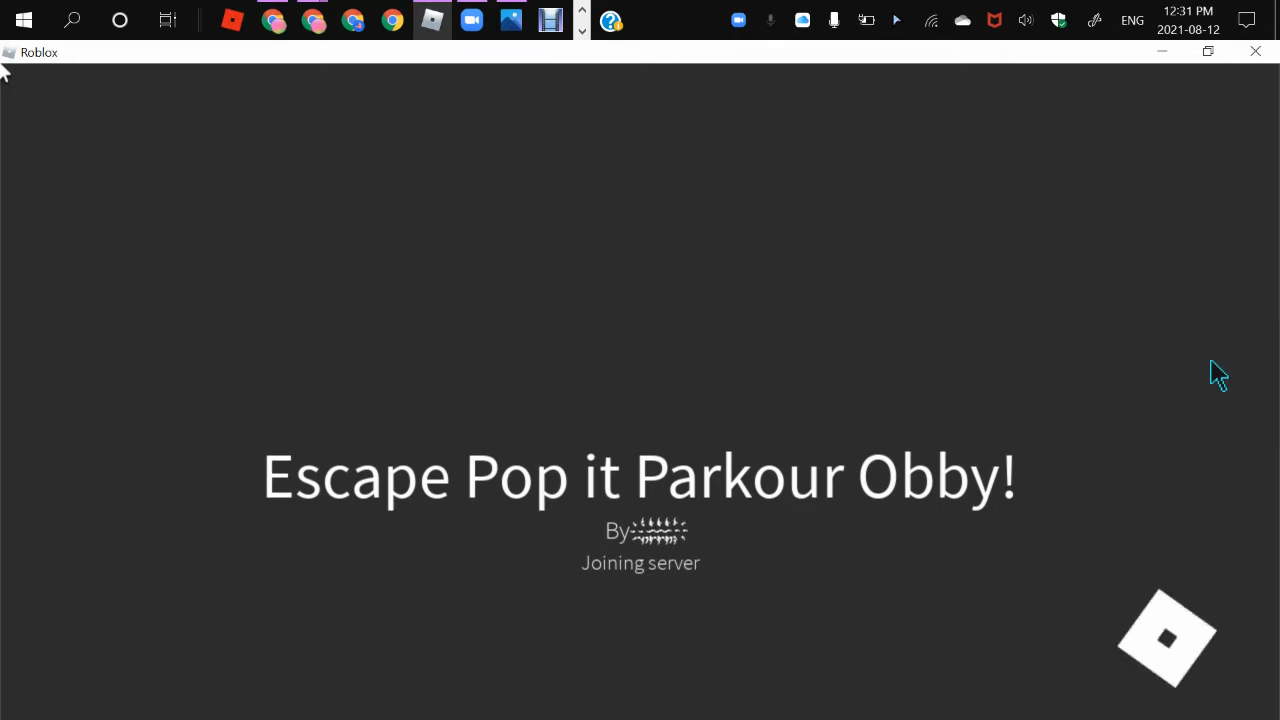 12:31 PM
ENG
2021-08-12
Roblox
Escape Pop it Parkour Obby!
By
Joining server